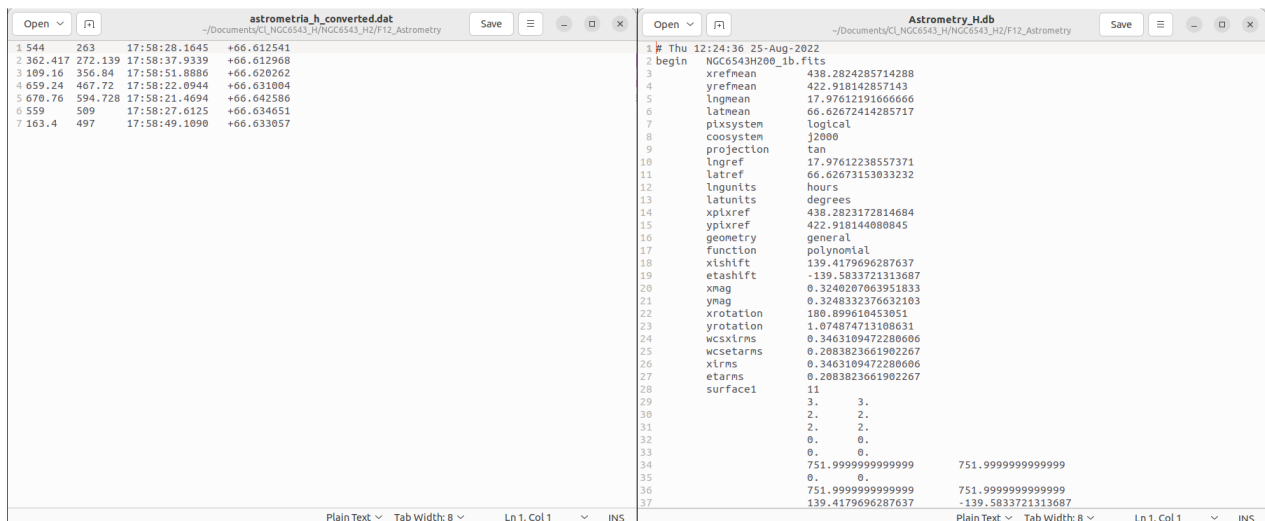 Open
astrometria_h_converted.dat
~/Documents/Cl_NGC6543_H/NGC6543_H2/F12_Astrometry
Save
1 544 263 17:58:28.1645 +66.612541
2 362.417 272.139 17:58:37.9339 +66.612968
3 109.16 356.84 17:58:51.8886 +66.620262
4 659.24 467.72 17:58:22.0944 +66.631004
5 670.76 594.728 17:58:21.4694 +66.642586
6 559 509 17:58:27.6125 +66.634651
7 163.4 497 17:58:49.1090 +66.633057
Plain Text Tab Width: 8 Ln 1, Col 1 INS
Open
Astrometry_H.db
~/Documents/Cl_NGC6543_H/NGC6543_H2/F12_Astrometry
Save
1 # Thu 12:24:36 25-Aug-2022
2 begin NGC6543H200_1b.fits
3 xrefmean 438.2824285714288
4 yrefmean 422.918142857143
5 lngmean 17.97612191666666
6 latmean 66.62672414285717
7 pixsystem logical
8 coosystem j2000
9 projection tan
10 lngref 17.97612238557371
11 latref 66.62673153033232
12 lngunits hours
13 latunits degrees
14 xpixref 438.2823172814684
15 ypixref 422.918144080845
16 geometry general
17 function polynomial
18 xishift 139.4179696287637
19 etashift -139.5833721313687
20 xmag 0.3240207063951833
21 ymag 0.3248332376632103
22 xrotation 180.899610453051
23 yrotation 1.074874713108631
24 wcsxirms 0.3463109472280606
25 wcsetarms 0.2083823661902267
26 xirms 0.3463109472280606
27 etarms 0.2083823661902267
28 surface1 11
29 3. 3.
30 2. 2.
31 2. 2.
32 0. 0.
33 0. 0.
34 751.9999999999999 751.9999999999999
35 0. 0.
36 751.9999999999999 751.9999999999999
37 139.4179696287637 -139.5833721313687
Plain Text Tab Width: 8 Ln 1, Col 1 INS